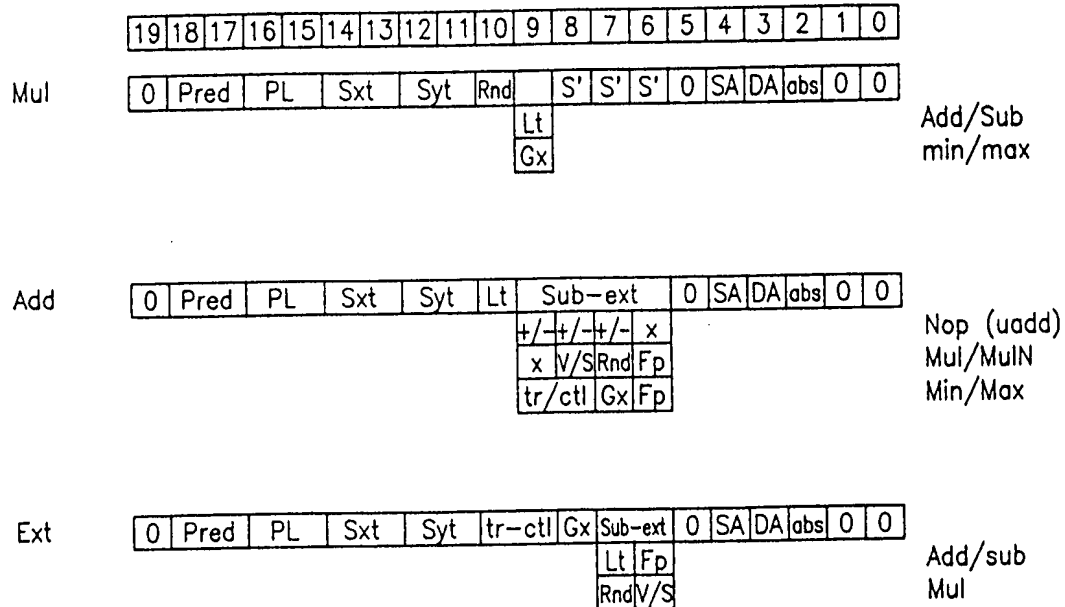 19 18 17 16 15 14 13 12 11 10 9 8 7 6 5 4 3 2 1 0
Mul 0 Pred PL Sxt Syt Rnd S' S' S' 0 SA DA abs 0 0
Lt Add/Sub
Gx min/max
Add 0 Pred PL Sxt Syt Lt Sub-ext 0 SA DA abs 0 0
+/- +/- +/- x Nop (uadd)
x V/S Rnd Fp Mul/MulN
tr/ctl Gx Fp Min/Max
Ext 0 Pred PL Sxt Syt tr-ctl Gx Sub-ext 0 SA DA abs 0 0
Lt Fp Add/sub
Rnd V/S Mul